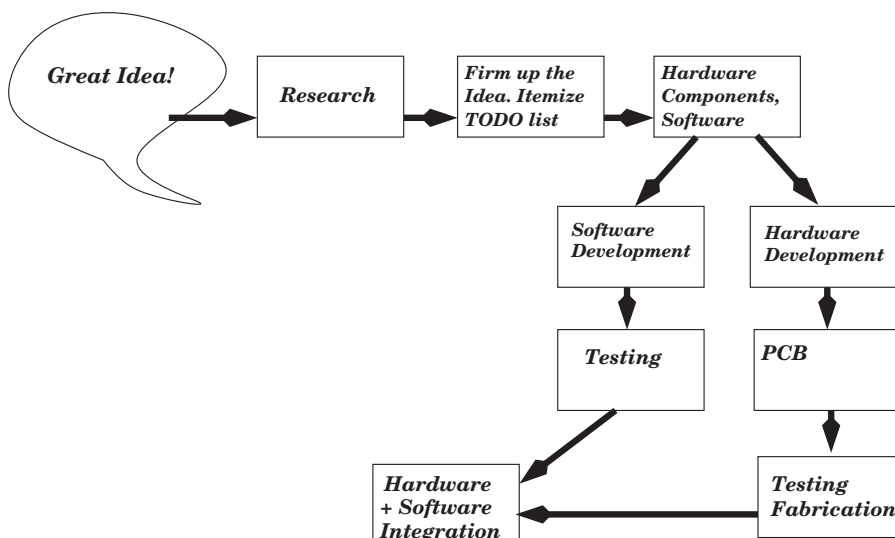 Great Idea!
Research
Firm up the
Idea. Itemize
TODO list
Hardware
Components,
Software
Software
Development
Hardware
Development
Testing
PCB
Hardware
+ Software
Integration
Testing
Fabrication